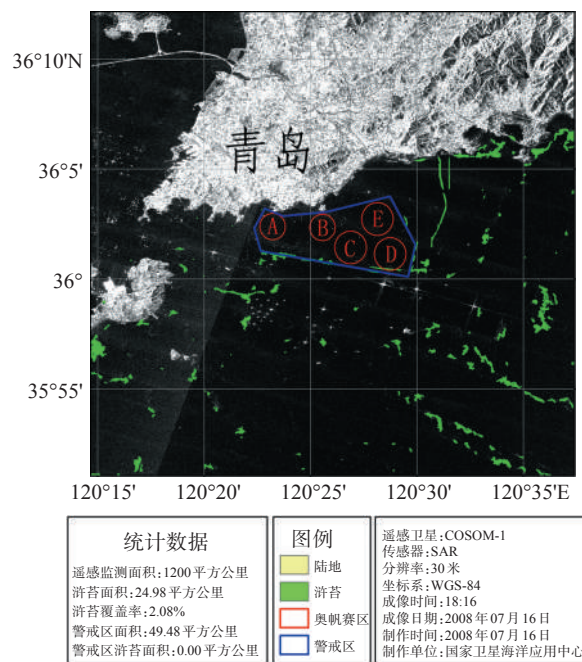 36°10′N
青岛
36°5′
A
B
E
C
D
36°
35°55′
120°15′
120°20′
120°25′
120°30′
120°35′E
统计数据
遥感监测面积:1200平方公里
浒苔面积:24.98平方公里
浒苔覆盖率:2.08%
警戒区面积:49.48平方公里
警戒区浒苔面积:0.00平方公里
图例
陆地
浒苔
奥帆赛区
警戒区
遥感卫星:COSOM-1
传感器:SAR
分辨率:30米
坐标系:WGS-84
成像时间:18:16
成像日期:2008年07月16日
制作时间:2008年07月16日
制作单位:国家卫星海洋应用中心